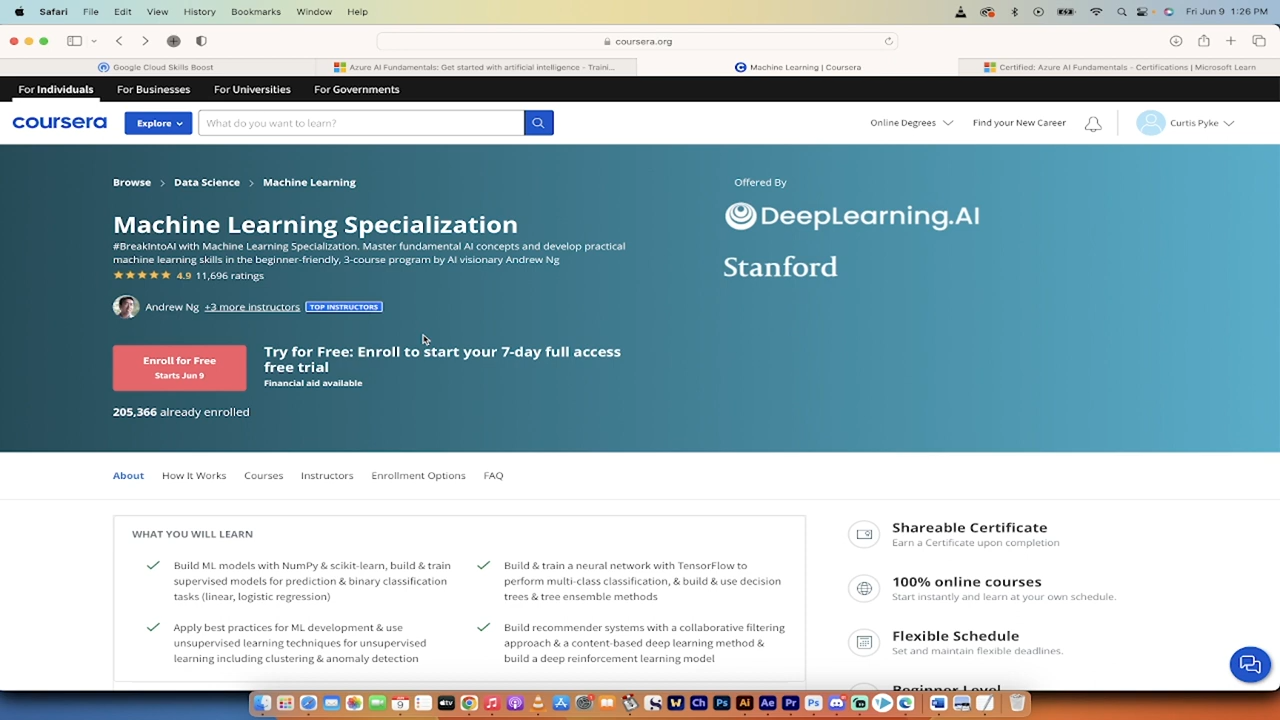 Safari File Edit View History Bookmarks Window Help Fri Jun 9 1:26 PM
coursera.org
Google Cloud Skills Boost
Azure AI Fundamentals: Get started with artificial intelligence - Traini...
Machine Learning | Coursera
Certified: Azure AI Fundamentals - Certifications | Microsoft Learn
For Individuals For Businesses For Universities For Governments
coursera Explore What do you want to learn? Online Degrees Find your New Career Curtis Pyke
Browse > Data Science > Machine Learning
Machine Learning Specialization
#BreakIntoAI with Machine Learning Specialization. Master fundamental AI concepts and develop practical
machine learning skills in the beginner-friendly, 3-course program by AI visionary Andrew Ng
4.9 11,696 ratings
Andrew Ng +3 more instructors TOP INSTRUCTORS
Enroll for Free
Starts Jun 9
Try for Free: Enroll to start your 7-day full access
free trial
Financial aid available
205,366 already enrolled
Offered By
DeepLearning.AI
Stanford
About How It Works Courses Instructors Enrollment Options FAQ
WHAT YOU WILL LEARN
Build ML models with NumPy & scikit-learn, build & train
supervised models for prediction & binary classification
tasks (linear, logistic regression)
Build & train a neural network with TensorFlow to
perform multi-class classification, & build & use decision
trees & tree ensemble methods
Apply best practices for ML development & use
unsupervised learning techniques for unsupervised
learning including clustering & anomaly detection
Build recommender systems with a collaborative filtering
approach & a content-based deep learning method &
build a deep reinforcement learning model
Shareable Certificate
Earn a Certificate upon completion
100% online courses
Start instantly and learn at your own schedule.
Flexible Schedule
Set and maintain flexible deadlines.
Beginner Level
tv 9 S W Ch Ps Ai Ae Pr Ps